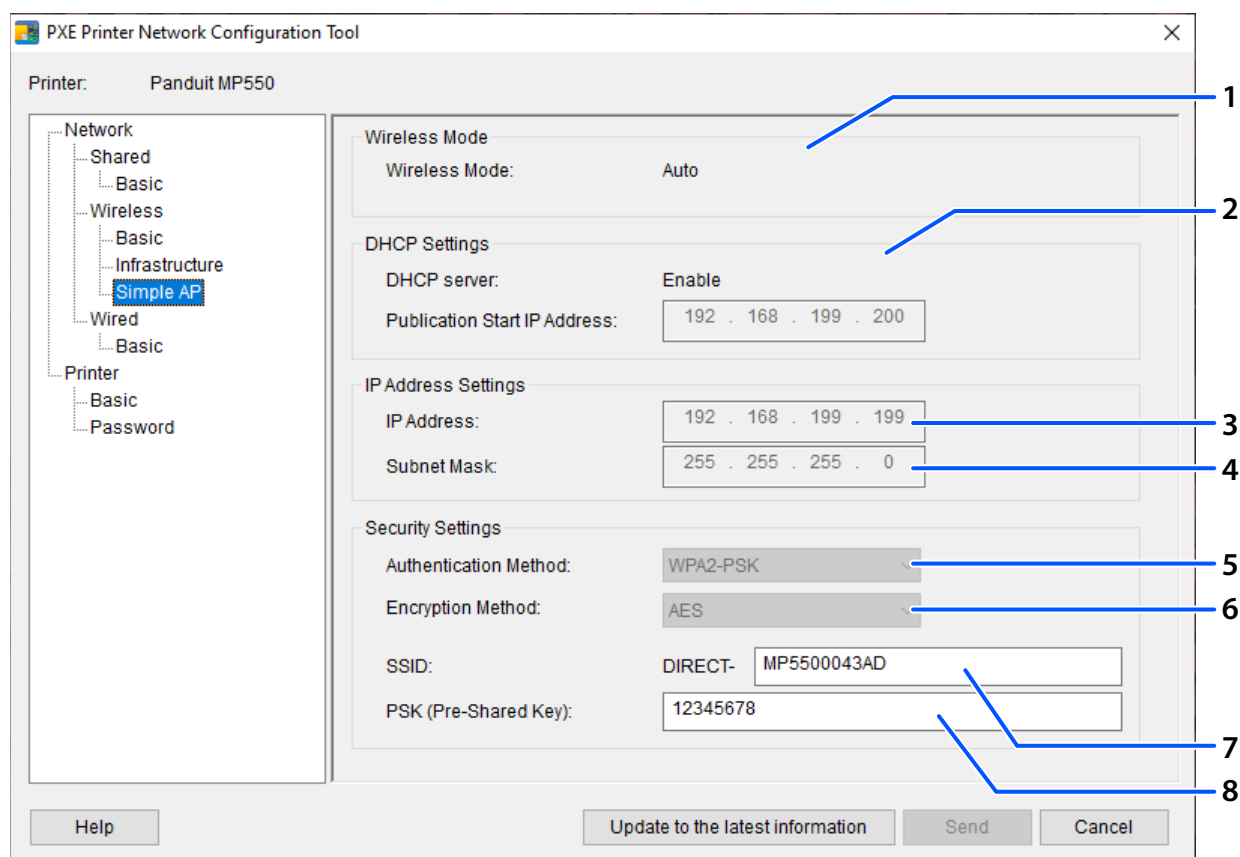 PXE Printer Network Configuration Tool
Printer: Panduit MP550
Network
Shared
Basic
Wireless
Basic
Infrastructure
Simple AP
Wired
Basic
Printer
Basic
Password
Wireless Mode
Wireless Mode: Auto
1
DHCP Settings
2
DHCP server: Enable
Publication Start IP Address: 192 . 168 . 199 . 200
IP Address Settings
IP Address: 192 . 168 . 199 . 199
3
Subnet Mask: 255 . 255 . 255 . 0
4
Security Settings
Authentication Method: WPA2-PSK
5
Encryption Method: AES
6
SSID: DIRECT- MP5500043AD
7
PSK (Pre-Shared Key): 12345678
8
Help Update to the latest information Send Cancel